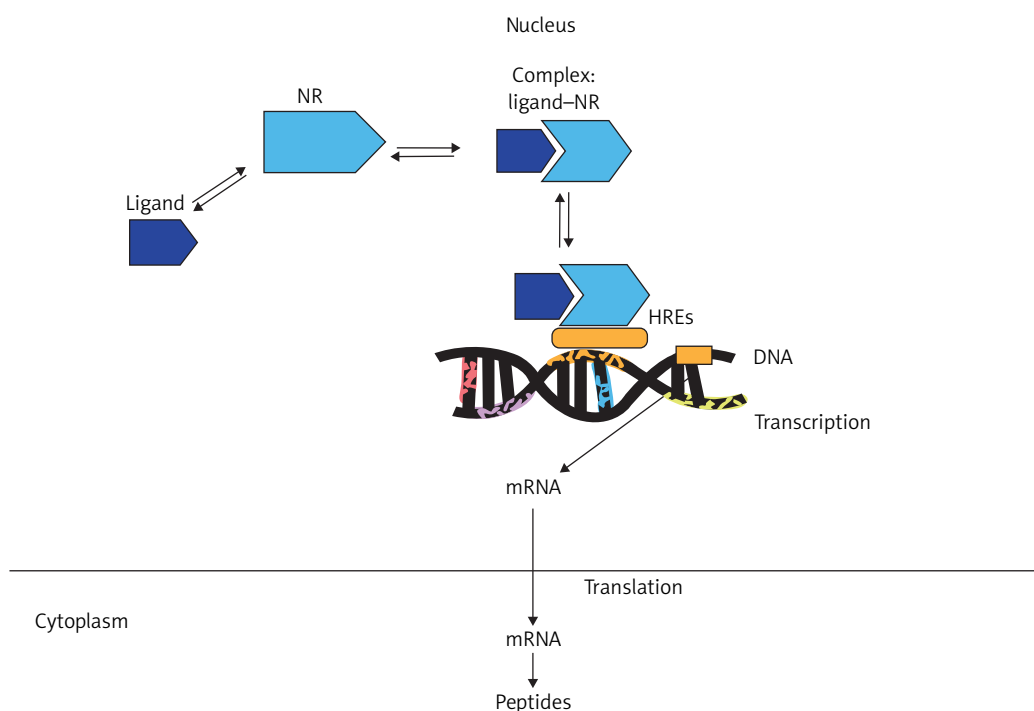 Nucleus
Complex:
ligand–NR
NR
Ligand
HREs
DNA
Transcription
mRNA
Translation
Cytoplasm
mRNA
Peptides